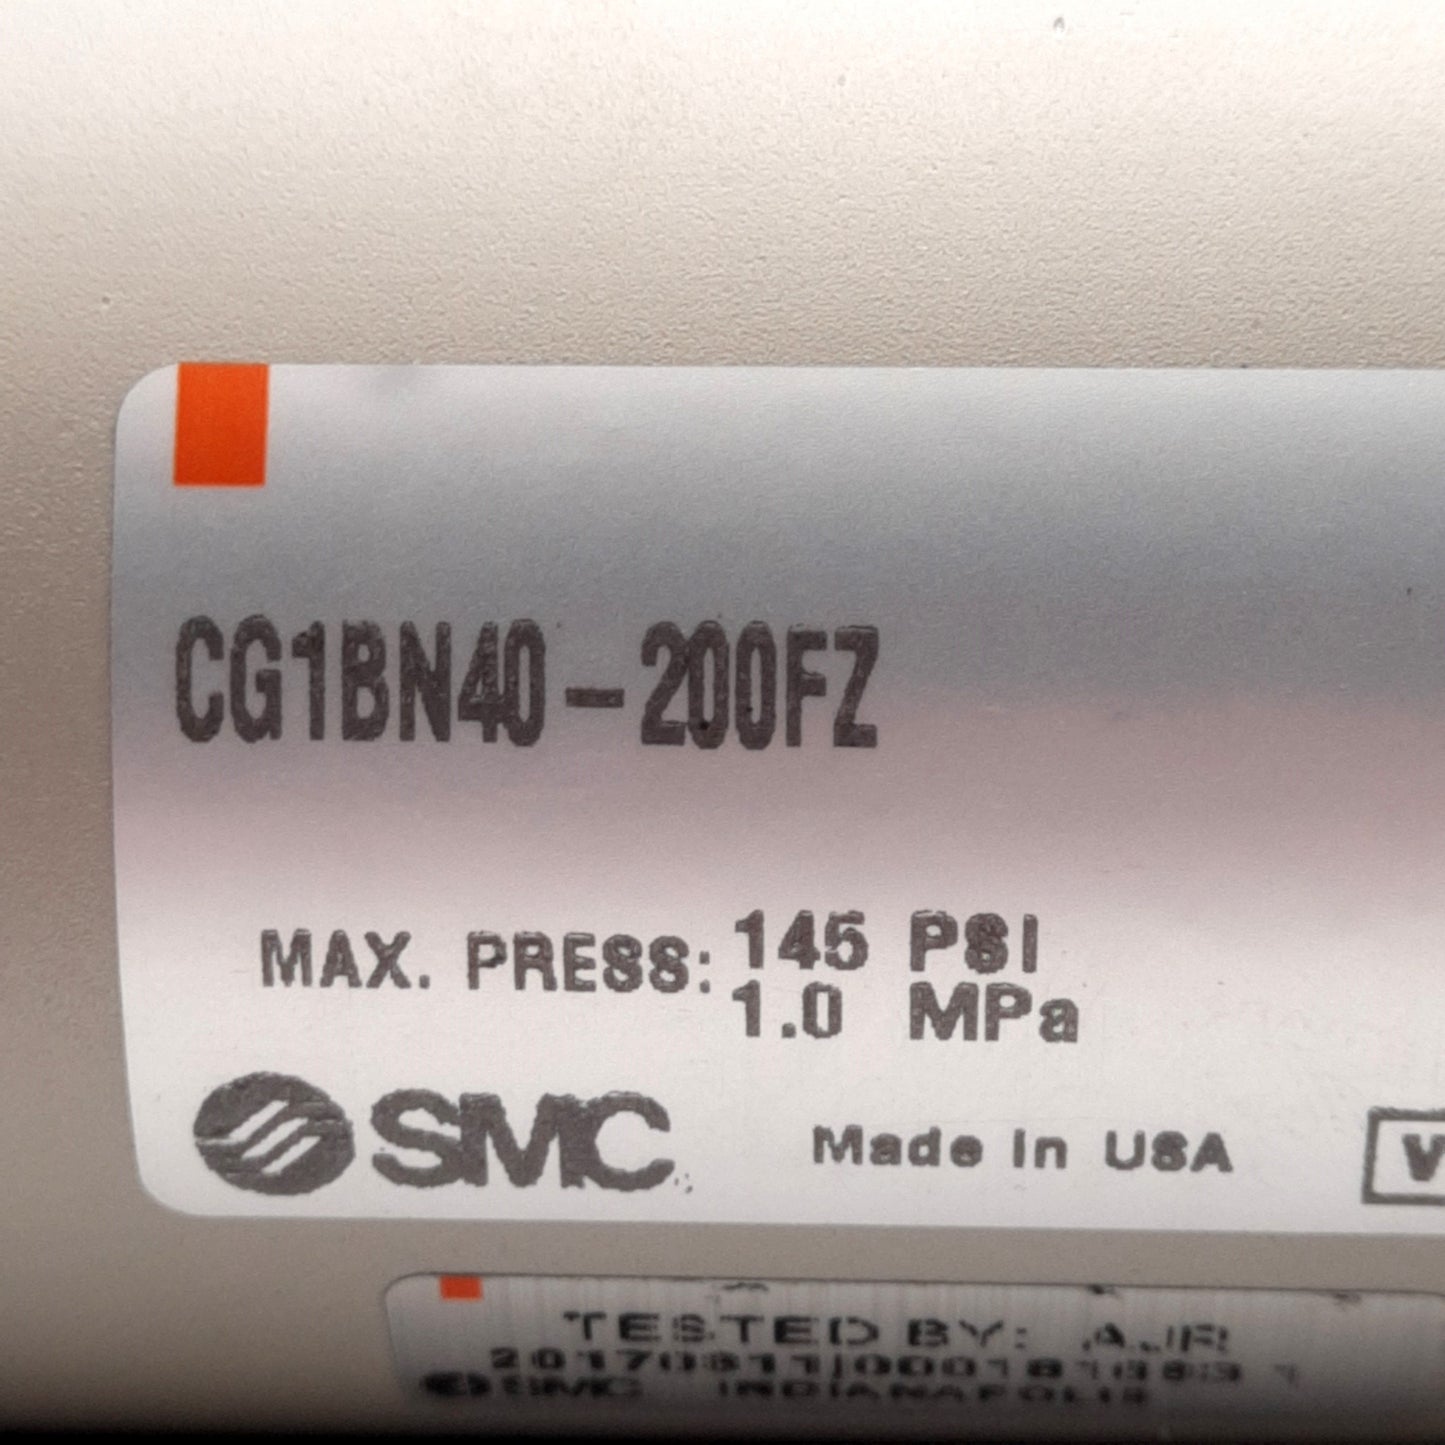 CG1BN40-200FZ
MAX. PRESS: 145 PSI
1.0 MPa
SMC Made in USA V
TESTED BY: AJR
SMC INDIANAPOLIS